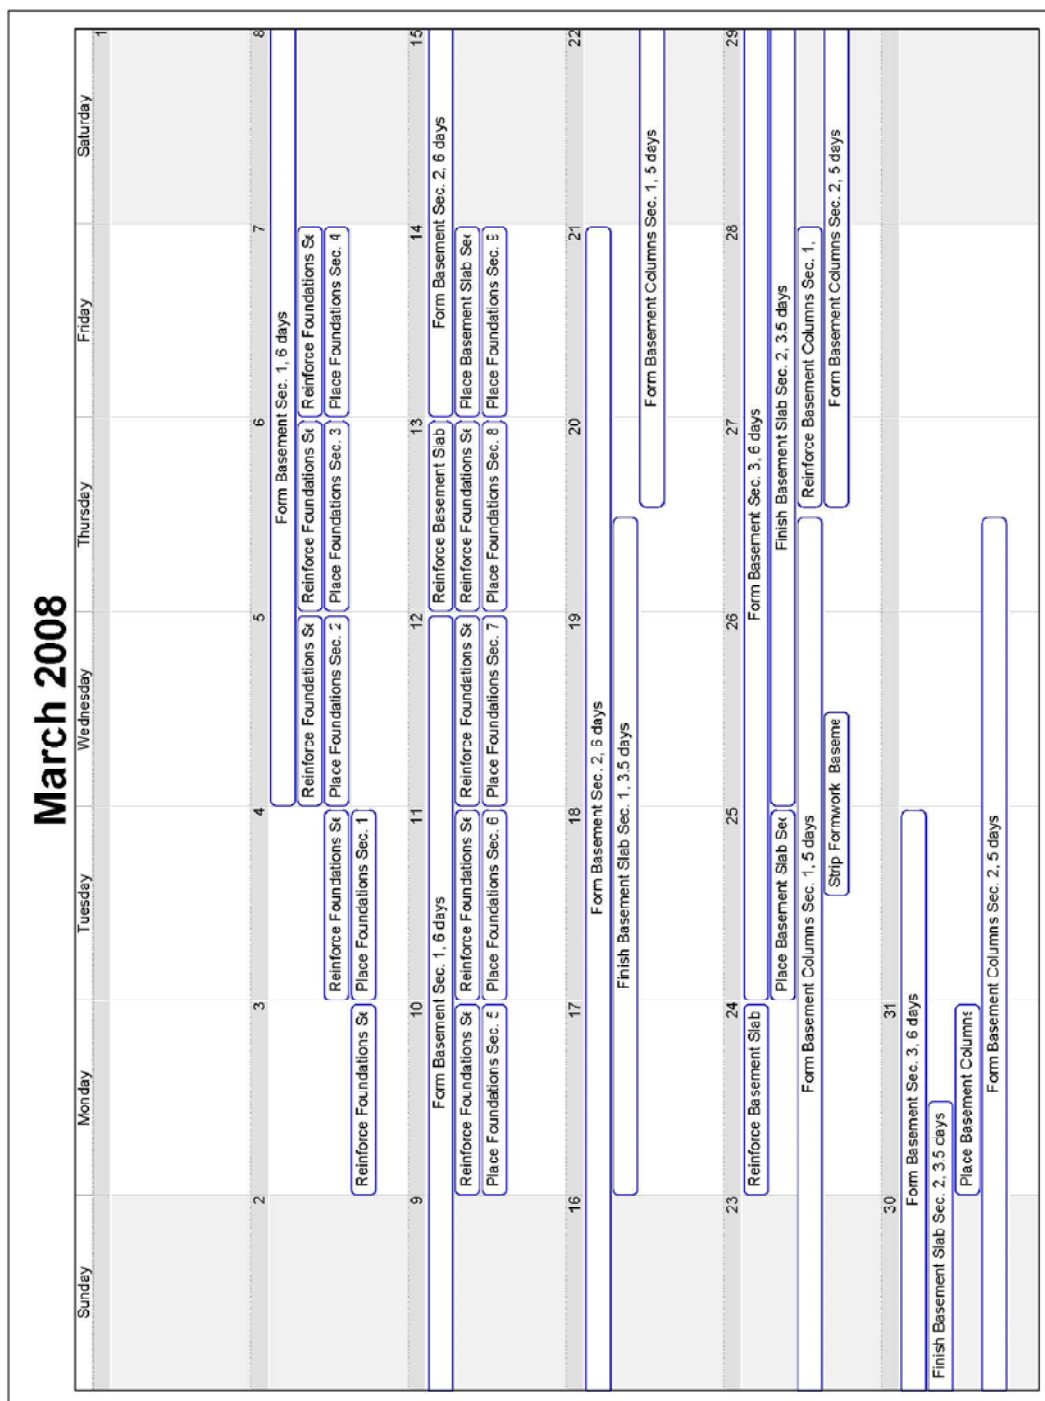 March 2008
Sunday
Monday
Tuesday
Wednesday
Thursday
Friday
Saturday
1
2
3
4
5
6
7
8
Form Basement Sec. 1, 6 days
Reinforce Foundations Se
Reinforce Foundations Se
Reinforce Foundations Se
Reinforce Foundations Se
Place Foundations Sec. 2
Place Foundations Sec. 3
Place Foundations Sec. 4
Reinforce Foundations Se
Place Foundations Sec. 1
9
10
11
12
13
14
15
Form Basement Sec. 1, 6 days
Reinforce Basement Slab
Form Basement Sec. 2, 6 days
Reinforce Foundations Se
Reinforce Foundations Se
Reinforce Foundations Se
Reinforce Foundations Se
Place Basement Slab Sec
Place Foundations Sec. 5
Place Foundations Sec. 6
Place Foundations Sec. 7
Place Foundations Sec. 8
Place Foundations Sec. 9
16
17
18
19
20
21
22
Form Basement Sec. 2, 6 days
Finish Basement Slab Sec. 1, 3.5 days
Form Basement Columns Sec. 1, 5 days
23
24
25
26
27
28
29
Reinforce Basement Slab
Form Basement Sec. 3, 6 days
Place Basement Slab Sec
Finish Basement Slab Sec. 2, 3.5 days
Form Basement Columns Sec. 1, 5 days
Reinforce Basement Columns Sec. 1,
Strip Formwork Baseme
Form Basement Columns Sec. 2, 5 days
30
31
Form Basement Sec. 3, 6 days
Finish Basement Slab Sec. 2, 3.5 days
Place Basement Columns
Form Basement Columns Sec. 2, 5 days